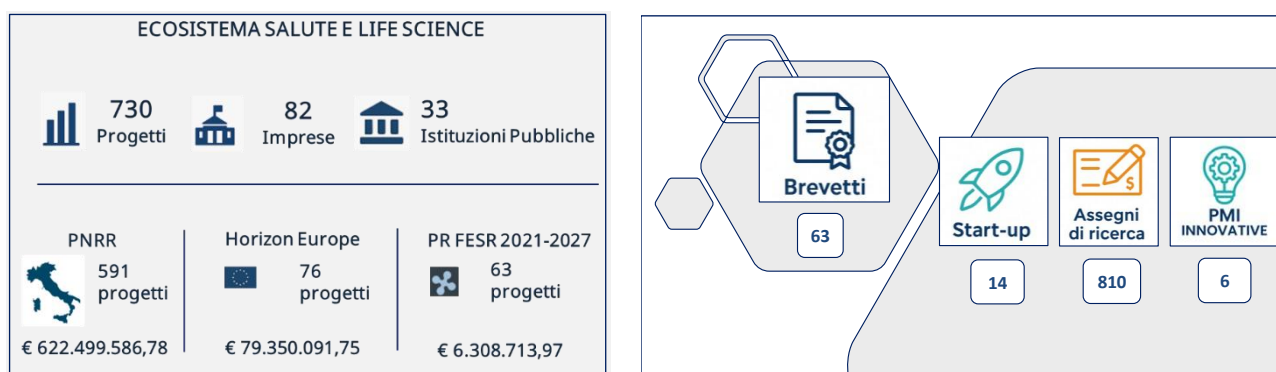 ECOSISTEMA SALUTE E LIFE SCIENCE
730
Progetti
82
Imprese
33
Istituzioni Pubbliche
PNRR
591
progetti
€ 622.499.586,78
Horizon Europe
76
progetti
€ 79.350.091,75
PR FESR 2021-2027
63
progetti
€ 6.308.713,97
Brevetti
63
Start-up
14
$
Assegni
di ricerca
810
PMI
INNOVATIVE
6